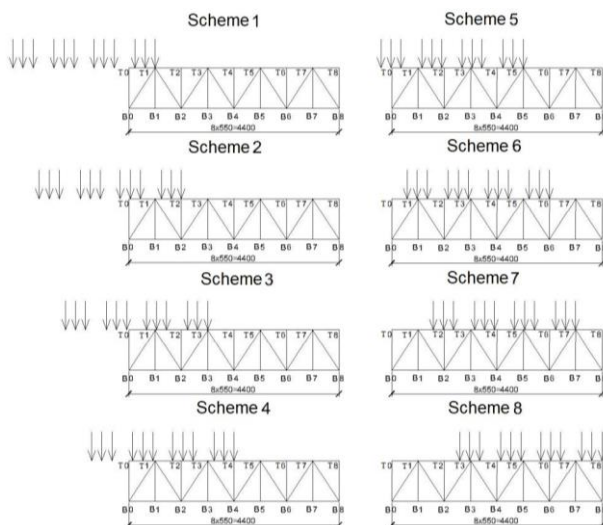 Scheme 1
T0 T1 T2 T3 T4 T5 T6 T7 T8
B0 B1 B2 B3 B4 B5 B6 B7 B8
8x550=4400
Scheme 2
T0 T1 T2 T3 T4 T5 T6 T7 T8
B0 B1 B2 B3 B4 B5 B6 B7 B8
8x550=4400
Scheme 3
T0 T1 T2 T3 T4 T5 T6 T7 T8
B0 B1 B2 B3 B4 B5 B6 B7 B8
8x550=4400
Scheme 4
T0 T1 T2 T3 T4 T5 T6 T7 T8
B0 B1 B2 B3 B4 B5 B6 B7 B8
8x550=4400
Scheme 5
T0 T1 T2 T3 T4 T5 T6 T7 T8
B0 B1 B2 B3 B4 B5 B6 B7 B8
8x550=4400
Scheme 6
T0 T1 T2 T3 T4 T5 T6 T7 T8
B0 B1 B2 B3 B4 B5 B6 B7 B8
8x550=4400
Scheme 7
T0 T1 T2 T3 T4 T5 T6 T7 T8
B0 B1 B2 B3 B4 B5 B6 B7 B8
8x550=4400
Scheme 8
T0 T1 T2 T3 T4 T5 T6 T7 T8
B0 B1 B2 B3 B4 B5 B6 B7 B8
8x550=4400